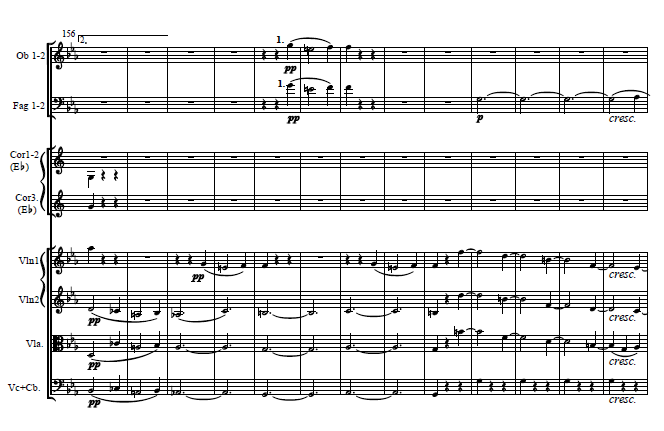 156
2.
Ob 1-2
1.
pp
Fag 1-2
1.
pp
p
cresc.
Cor1-2
(E♭)
Cor3.
(E♭)
Vln1
pp
cresc.
Vln2
pp
cresc.
Vla.
pp
cresc.
Vc+Cb.
pp
cresc.